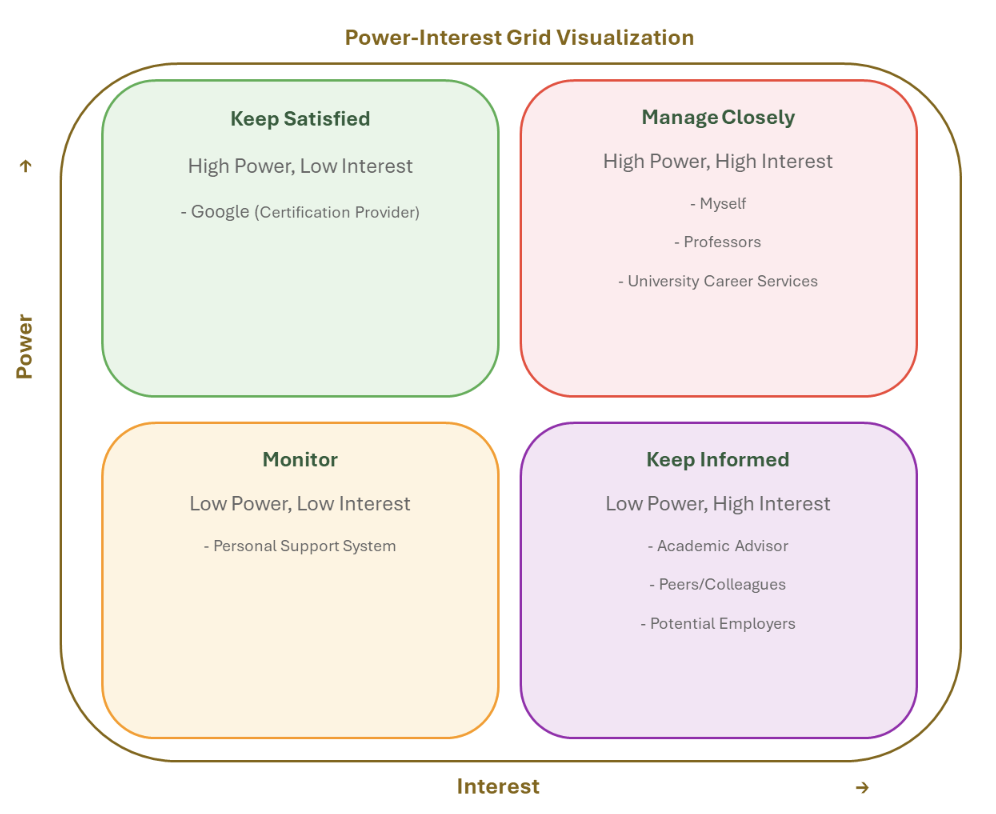 Power-Interest Grid Visualization
Keep Satisfied
High Power, Low Interest
- Google (Certification Provider)
Manage Closely
High Power, High Interest
- Myself
- Professors
- University Career Services
↑
Power
Monitor
Low Power, Low Interest
- Personal Support System
Keep Informed
Low Power, High Interest
- Academic Advisor
- Peers/Colleagues
- Potential Employers
Interest →